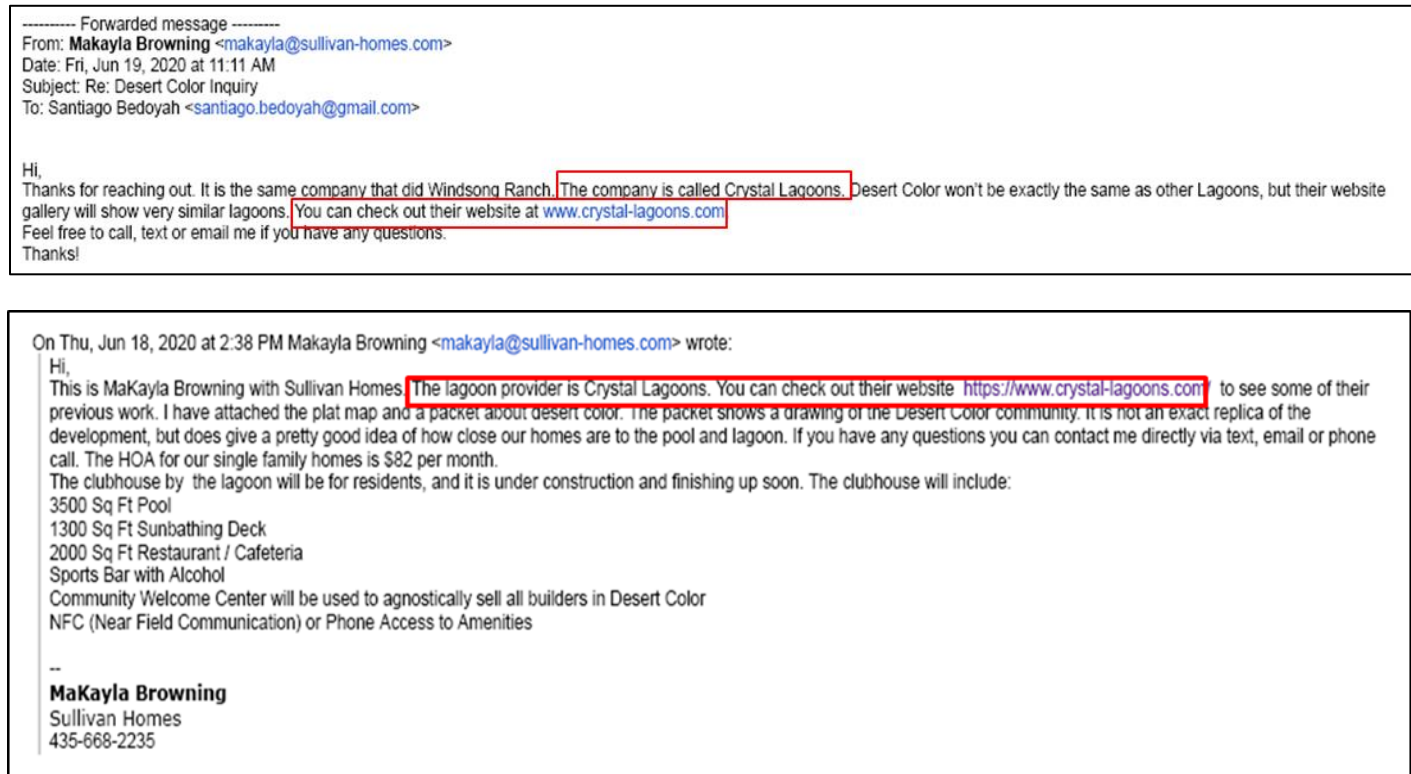 ---------- Forwarded message ---------
From: Makayla Browning <makayla@sullivan-homes.com>
Date: Fri, Jun 19, 2020 at 11:11 AM
Subject: Re: Desert Color Inquiry
To: Santiago Bedoyah <santiago.bedoyah@gmail.com>
Hi,
Thanks for reaching out. It is the same company that did Windsong Ranch. The company is called Crystal Lagoons. Desert Color won't be exactly the same as other Lagoons, but their website
gallery will show very similar lagoons. You can check out their website at www.crystal-lagoons.com
Feel free to call, text or email me if you have any questions.
Thanks!
On Thu, Jun 18, 2020 at 2:38 PM Makayla Browning <makayla@sullivan-homes.com> wrote:
Hi,
This is MaKayla Browning with Sullivan Homes. The lagoon provider is Crystal Lagoons. You can check out their website https://www.crystal-lagoons.com/ to see some of their
previous work. I have attached the plat map and a packet about desert color. The packet shows a drawing of the Desert Color community. It is not an exact replica of the
development, but does give a pretty good idea of how close our homes are to the pool and lagoon. If you have any questions you can contact me directly via text, email or phone
call. The HOA for our single family homes is $82 per month.
The clubhouse by the lagoon will be for residents, and it is under construction and finishing up soon. The clubhouse will include:
3500 Sq Ft Pool
1300 Sq Ft Sunbathing Deck
2000 Sq Ft Restaurant / Cafeteria
Sports Bar with Alcohol
Community Welcome Center will be used to agnostically sell all builders in Desert Color
NFC (Near Field Communication) or Phone Access to Amenities
--
MaKayla Browning
Sullivan Homes
435-668-2235